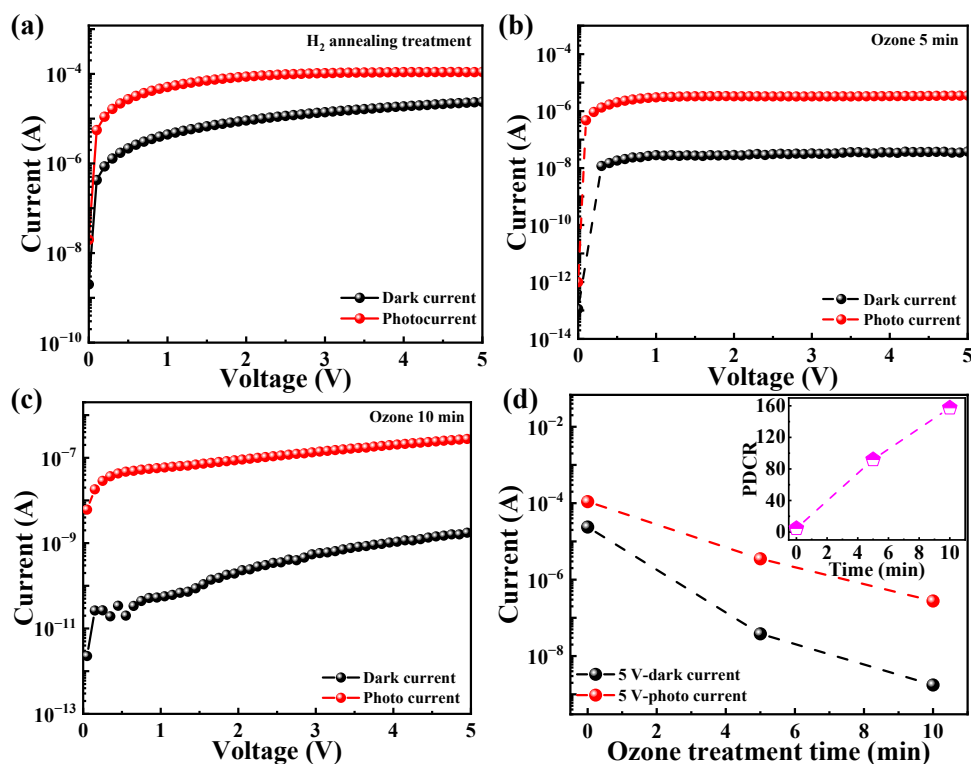 (a)
H₂ annealing treatment
10⁻⁴
10⁻⁶
10⁻⁸
10⁻¹⁰
Current (A)
Dark current
Photocurrent
0 1 2 3 4 5
Voltage (V)
(b)
Ozone 5 min
10⁻⁴
10⁻⁶
10⁻⁸
10⁻¹⁰
10⁻¹²
10⁻¹⁴
Current (A)
Dark current
Photo current
0 1 2 3 4 5
Voltage (V)
(c)
Ozone 10 min
10⁻⁷
10⁻⁹
10⁻¹¹
10⁻¹³
Current (A)
Dark current
Photo current
0 1 2 3 4 5
Voltage (V)
(d)
10⁻²
10⁻⁴
10⁻⁶
10⁻⁸
Current (A)
160
120
80
40
0
PDCR
0 2 4 6 8 10
Time (min)
5 V-dark current
5 V-photo current
0 2 4 6 8 10
Ozone treatment time (min)